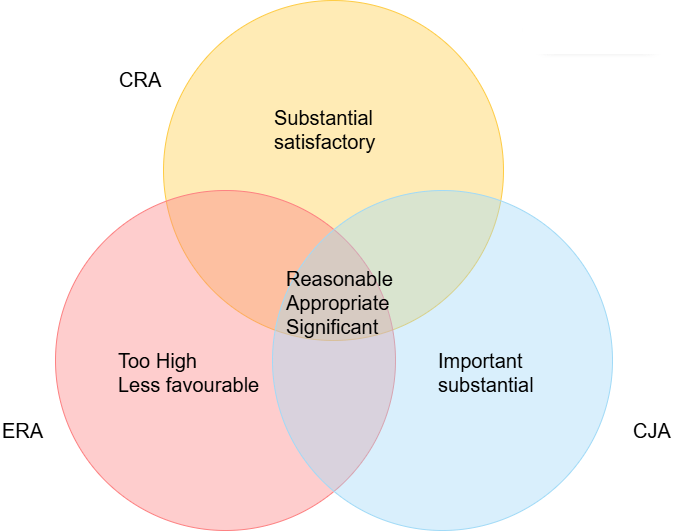 CRA
Substantial
satisfactory
Reasonable
Appropriate
Significant
Too High
Less favourable
Important
substantial
ERA
CJA